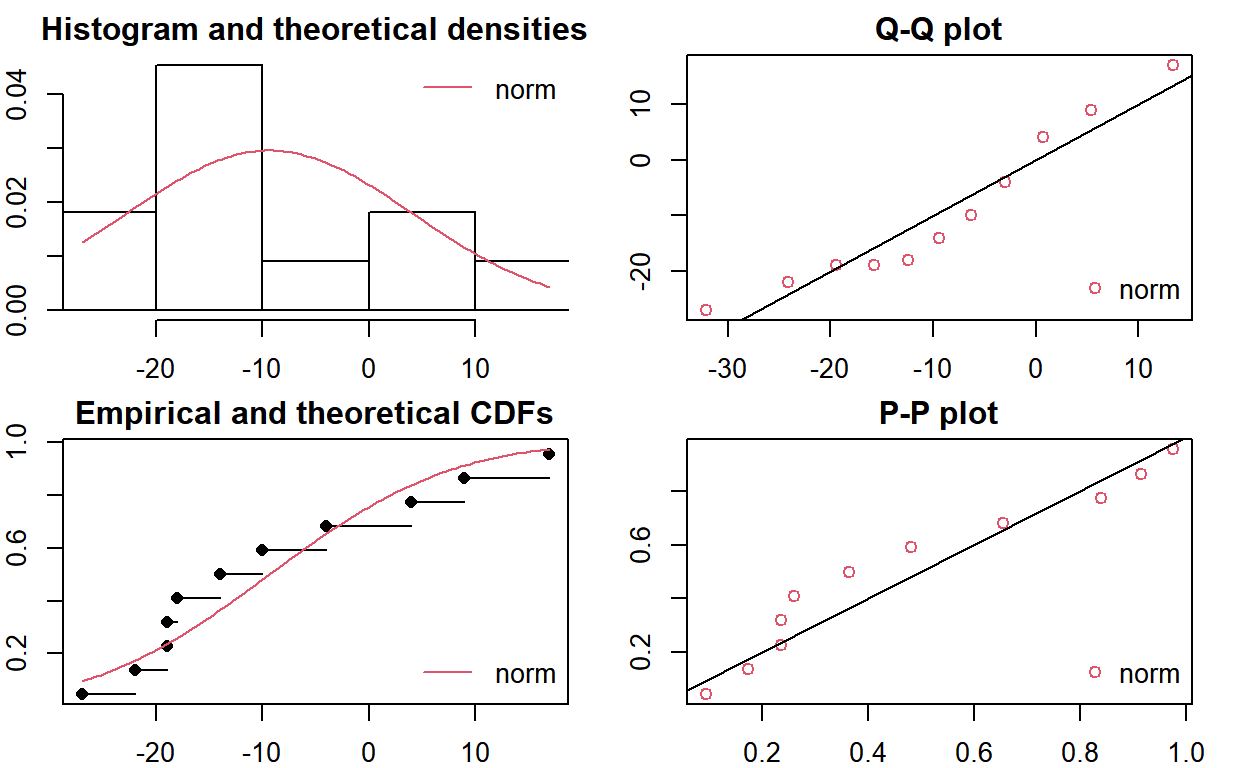 Histogram and theoretical densities
0.00 0.02 0.04
norm
-20 -10 0 10
Q-Q plot
-20 0 10
norm
-30 -20 -10 0 10
Empirical and theoretical CDFs
0.2 0.6 1.0
norm
-20 -10 0 10
P-P plot
0.2 0.6
norm
0.2 0.4 0.6 0.8 1.0